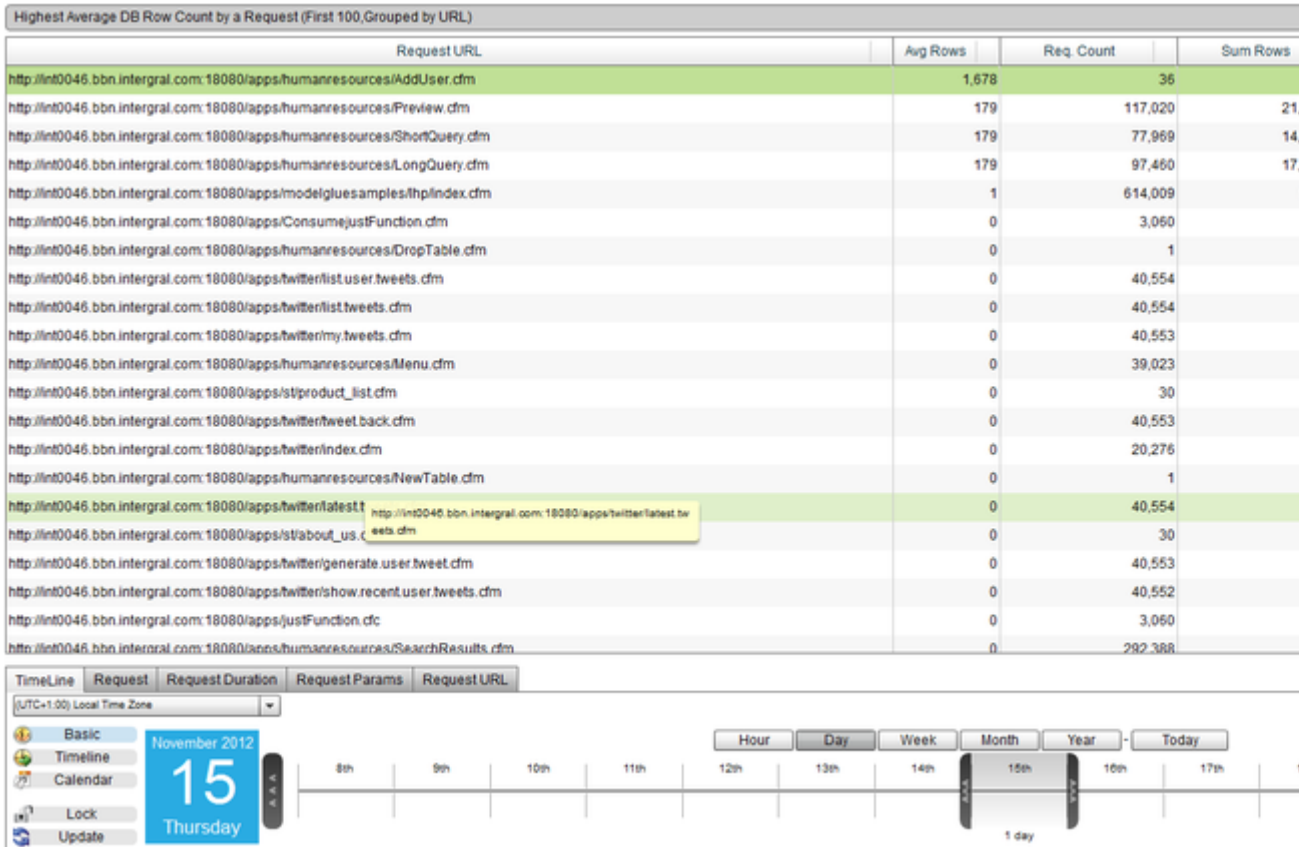 Highest Average DB Row Count by a Request (First 100,Grouped by URL)
Request URL Avg Rows Req. Count Sum Rows
http://int0046.bbn.intergral.com:18080/apps/humanresources/AddUser.cfm 1,678 36
http://int0046.bbn.intergral.com:18080/apps/humanresources/Preview.cfm 179 117,020 21,
http://int0046.bbn.intergral.com:18080/apps/humanresources/ShortQuery.cfm 179 77,969 14,
http://int0046.bbn.intergral.com:18080/apps/humanresources/LongQuery.cfm 179 97,460 17,
http://int0046.bbn.intergral.com:18080/apps/modelgluesamples/lhp/index.cfm 1 614,009
http://int0046.bbn.intergral.com:18080/apps/ConsumejustFunction.cfm 0 3,060
http://int0046.bbn.intergral.com:18080/apps/humanresources/DropTable.cfm 0 1
http://int0046.bbn.intergral.com:18080/apps/twitter/list.user.tweets.cfm 0 40,554
http://int0046.bbn.intergral.com:18080/apps/twitter/list.tweets.cfm 0 40,554
http://int0046.bbn.intergral.com:18080/apps/twitter/my.tweets.cfm 0 40,553
http://int0046.bbn.intergral.com:18080/apps/humanresources/Menu.cfm 0 39,023
http://int0046.bbn.intergral.com:18080/apps/st/product_list.cfm 0 30
http://int0046.bbn.intergral.com:18080/apps/twitter/tweet.back.cfm 0 40,553
http://int0046.bbn.intergral.com:18080/apps/twitter/index.cfm 0 20,276
http://int0046.bbn.intergral.com:18080/apps/humanresources/NewTable.cfm 0 1
http://int0046.bbn.intergral.com:18080/apps/twitter/latest.t 0 40,554
http://int0046.bbn.intergral.com:18080/apps/twitter/latest.tw
eets.cfm
http://int0046.bbn.intergral.com:18080/apps/st/about_us.c 0 30
http://int0046.bbn.intergral.com:18080/apps/twitter/generate.user.tweet.cfm 0 40,553
http://int0046.bbn.intergral.com:18080/apps/twitter/show.recent.user.tweets.cfm 0 40,552
http://int0046.bbn.intergral.com:18080/apps/justFunction.cfc 0 3,060
http://int0046.bbn.intergral.com:18080/apps/humanresources/SearchResults.cfm 0 292,388
TimeLine Request Request Duration Request Params Request URL
(UTC+1:00) Local Time Zone
Basic
Timeline
Calendar
Lock
Update
November 2012
15
Thursday
Hour Day Week Month Year - Today
8th 9th 10th 11th 12th 13th 14th 15th 16th 17th
1 day